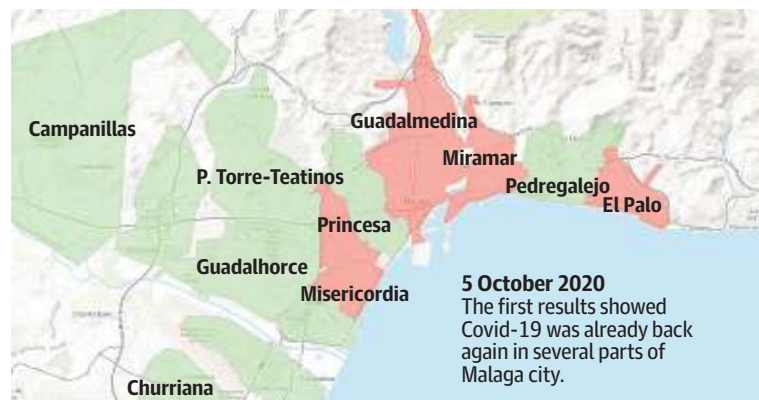 Campanillas
Guadalmedina
Miramar
P. Torre-Teatinos
Pedregalejo
El Palo
Princesa
Guadalhorce
Misericordia
Churriana
5 October 2020
The first results showed
Covid-19 was already back
again in several parts of
Malaga city.